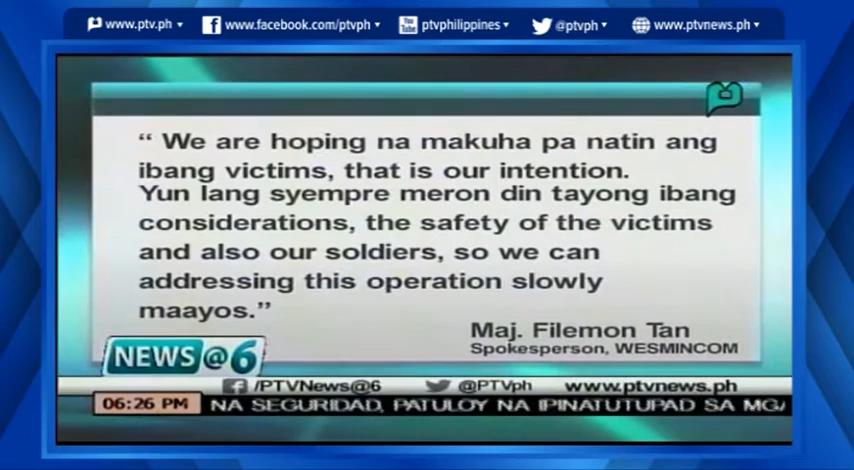 www.ptv.ph
www.facebook.com/ptvph
You Tube ptvphilippines
@ptvph
www.ptvnews.ph
“ We are hoping na makuha pa natin ang
ibang victims, that is our intention.
Yun lang syempre meron din tayong ibang
considerations, the safety of the victims
and also our soldiers, so we can
addressing this operation slowly
maayos.”
Maj. Filemon Tan
Spokesperson, WESMINCOM
NEWS@6
/PTVNews@6 @PTVph www.ptvnews.ph
06:26 PM NA SEGURIDAD, PATULOY NA IPINATUTUPAD SA MGA